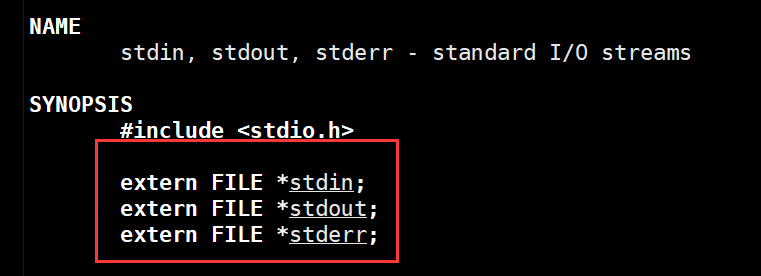 NAME
stdin, stdout, stderr - standard I/O streams
SYNOPSIS
#include <stdio.h>
extern FILE *stdin;
extern FILE *stdout;
extern FILE *stderr;